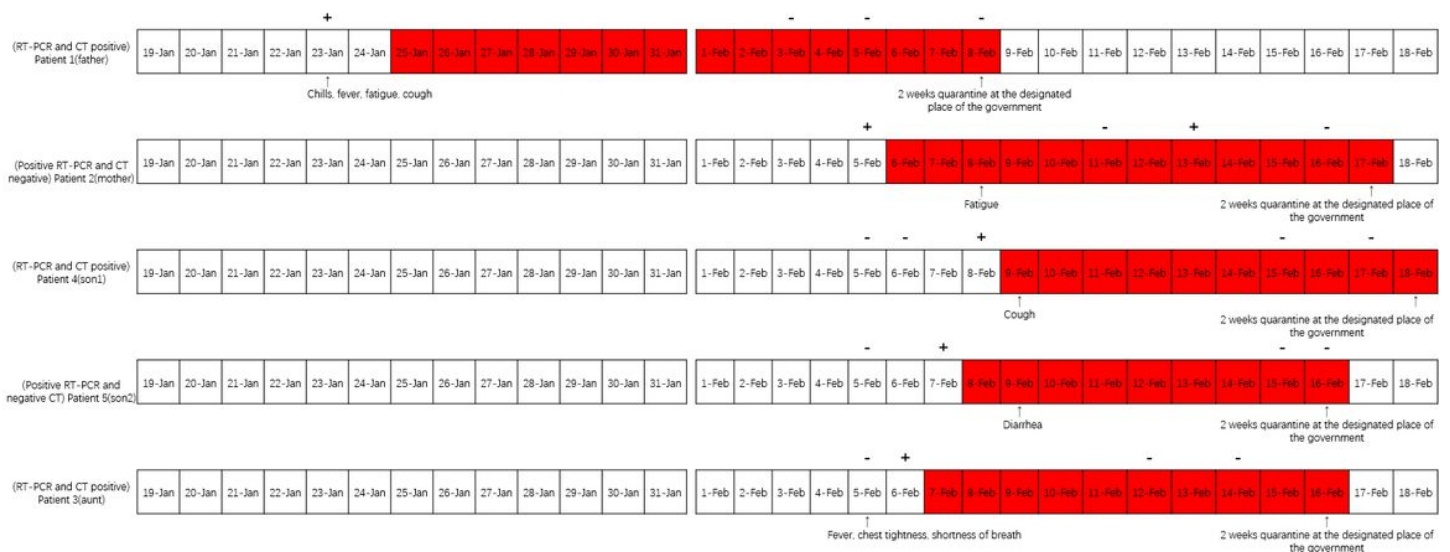 + - - -
(RT-PCR and CT positive)
Patient 1(father)
19-Jan 20-Jan 21-Jan 22-Jan 23-Jan 24-Jan 25-Jan 26-Jan 27-Jan 28-Jan 29-Jan 30-Jan 31-Jan 1-Feb 2-Feb 3-Feb 4-Feb 5-Feb 6-Feb 7-Feb 8-Feb 9-Feb 10-Feb 11-Feb 12-Feb 13-Feb 14-Feb 15-Feb 16-Feb 17-Feb 18-Feb
Chills, fever, fatigue, cough
2 weeks quarantine at the designated
place of the government
+ - + -
(Positive RT-PCR and CT
negative) Patient 2(mother)
19-Jan 20-Jan 21-Jan 22-Jan 23-Jan 24-Jan 25-Jan 26-Jan 27-Jan 28-Jan 29-Jan 30-Jan 31-Jan 1-Feb 2-Feb 3-Feb 4-Feb 5-Feb 6-Feb 7-Feb 8-Feb 9-Feb 10-Feb 11-Feb 12-Feb 13-Feb 14-Feb 15-Feb 16-Feb 17-Feb 18-Feb
Fatigue
2 weeks quarantine at the designated place of
the government
- - + - -
(RT-PCR and CT positive)
Patient 4(son1)
19-Jan 20-Jan 21-Jan 22-Jan 23-Jan 24-Jan 25-Jan 26-Jan 27-Jan 28-Jan 29-Jan 30-Jan 31-Jan 1-Feb 2-Feb 3-Feb 4-Feb 5-Feb 6-Feb 7-Feb 8-Feb 9-Feb 10-Feb 11-Feb 12-Feb 13-Feb 14-Feb 15-Feb 16-Feb 17-Feb 18-Feb
Cough
2 weeks quarantine at the designated place of
the government
- + - -
(Positive RT-PCR and
negative CT) Patient 5(son2)
19-Jan 20-Jan 21-Jan 22-Jan 23-Jan 24-Jan 25-Jan 26-Jan 27-Jan 28-Jan 29-Jan 30-Jan 31-Jan 1-Feb 2-Feb 3-Feb 4-Feb 5-Feb 6-Feb 7-Feb 8-Feb 9-Feb 10-Feb 11-Feb 12-Feb 13-Feb 14-Feb 15-Feb 16-Feb 17-Feb 18-Feb
Diarrhea
2 weeks quarantine at the designated place of
the government
- + - -
(RT-PCR and CT positive)
Patient 3(aunt)
19-Jan 20-Jan 21-Jan 22-Jan 23-Jan 24-Jan 25-Jan 26-Jan 27-Jan 28-Jan 29-Jan 30-Jan 31-Jan 1-Feb 2-Feb 3-Feb 4-Feb 5-Feb 6-Feb 7-Feb 8-Feb 9-Feb 10-Feb 11-Feb 12-Feb 13-Feb 14-Feb 15-Feb 16-Feb 17-Feb 18-Feb
Fever, chest tightness, shortness of breath
2 weeks quarantine at the designated place of
the government